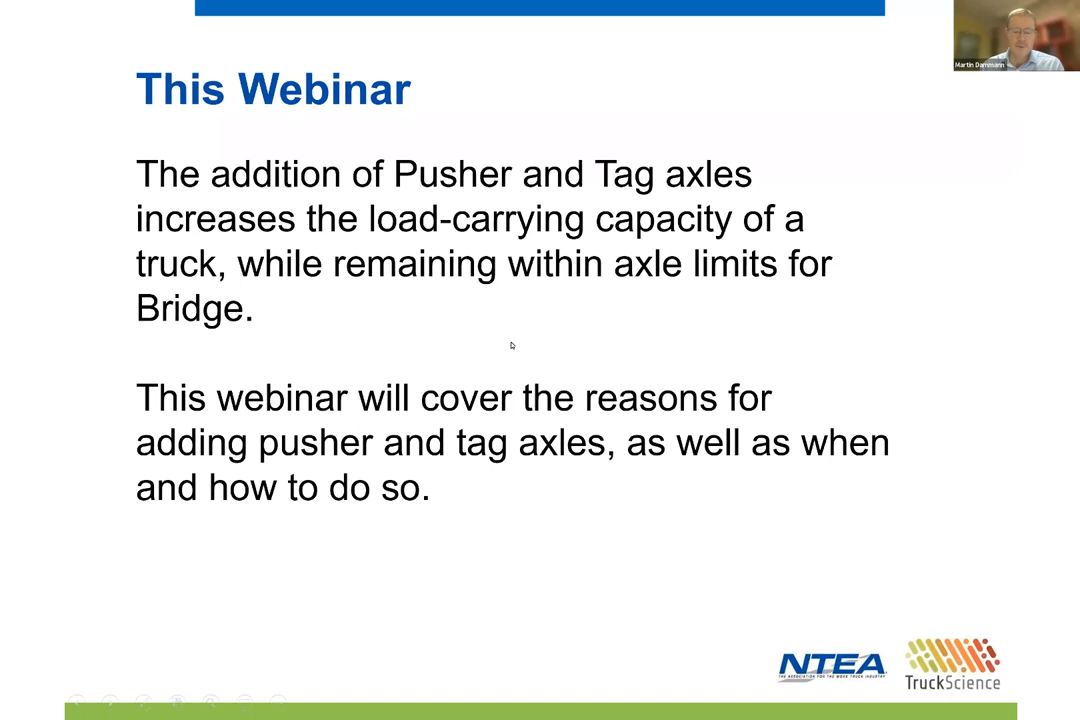 Martin Dammann
This Webinar
The addition of Pusher and Tag axles
increases the load-carrying capacity of a
truck, while remaining within axle limits for
Bridge.
This webinar will cover the reasons for
adding pusher and tag axles, as well as when
and how to do so.
NTEA
THE ASSOCIATION FOR THE WORK TRUCK INDUSTRY
TruckScience